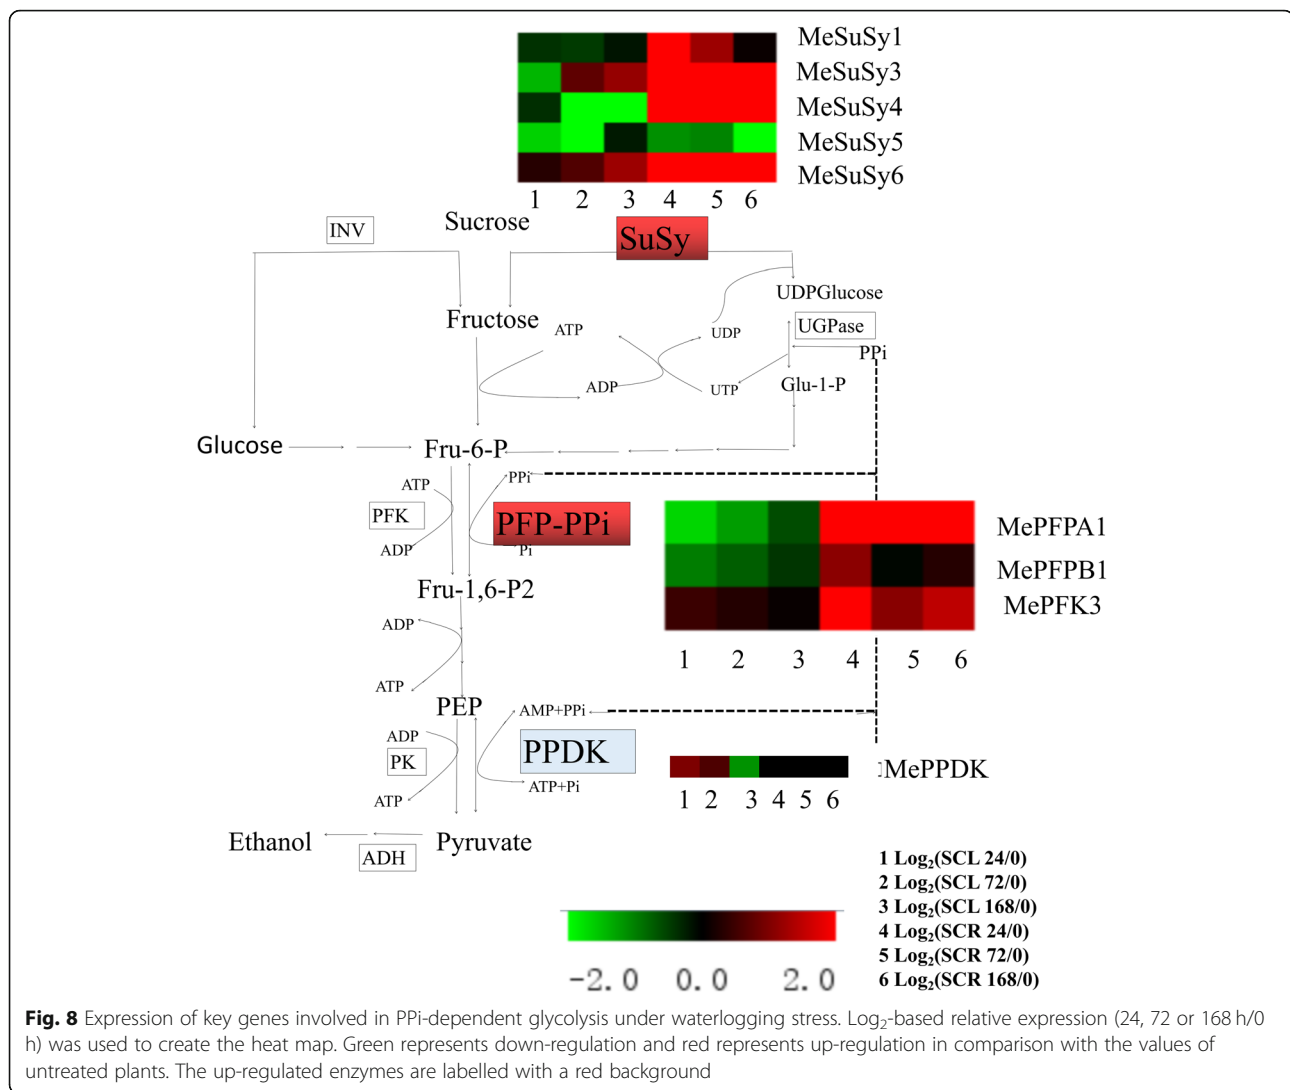 MeSuSy1
MeSuSy3
MeSuSy4
MeSuSy5
MeSuSy6
1 2 3 4 5 6
Sucrose
INV
SuSy
UDPGlucose
Fructose
ATP
UDP
UGPase
PPi
ADP
UTP
Glu-1-P
Glucose
Fru-6-P
ATP
PPi
PFK
PFP-PPi
ADP
Pi
MePFPA1
MePFPB1
MePFK3
1 2 3 4 5 6
Fru-1,6-P2
ADP
ATP
PEP
AMP+PPi
ADP
PK
PPDK
ATP+Pi
ATP
MePPDK
1 2 3 4 5 6
Ethanol
ADH
Pyruvate
1 Log₂(SCL 24/0)
2 Log₂(SCL 72/0)
3 Log₂(SCL 168/0)
4 Log₂(SCR 24/0)
5 Log₂(SCR 72/0)
6 Log₂(SCR 168/0)
-2.0 0.0 2.0
Fig. 8 Expression of key genes involved in PPi-dependent glycolysis under waterlogging stress. Log₂-based relative expression (24, 72 or 168 h/0
h) was used to create the heat map. Green represents down-regulation and red represents up-regulation in comparison with the values of
untreated plants. The up-regulated enzymes are labelled with a red background